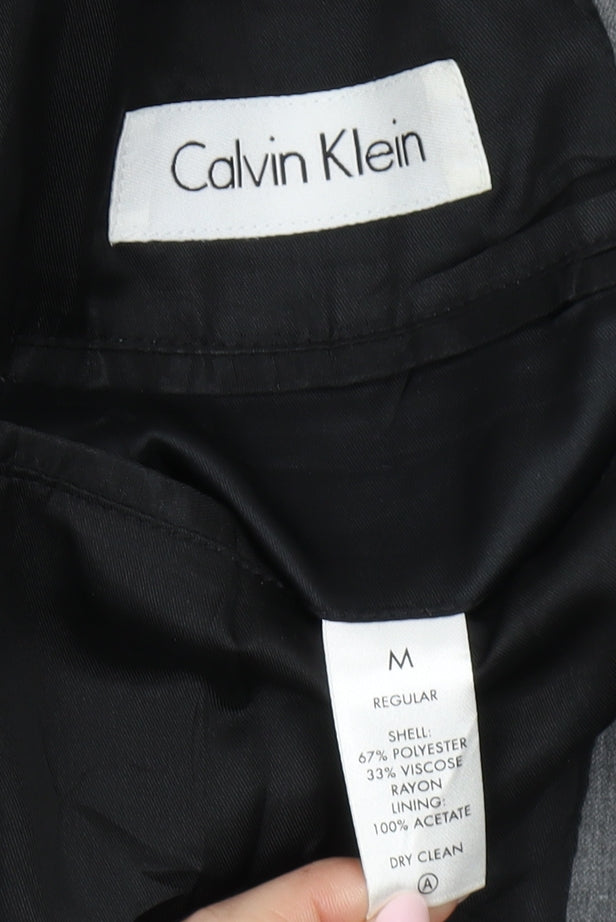 Calvin Klein
M
REGULAR
SHELL:
67% POLYESTER
33% VISCOSE
RAYON
LINING:
100% ACETATE
DRY CLEAN
Ⓐ